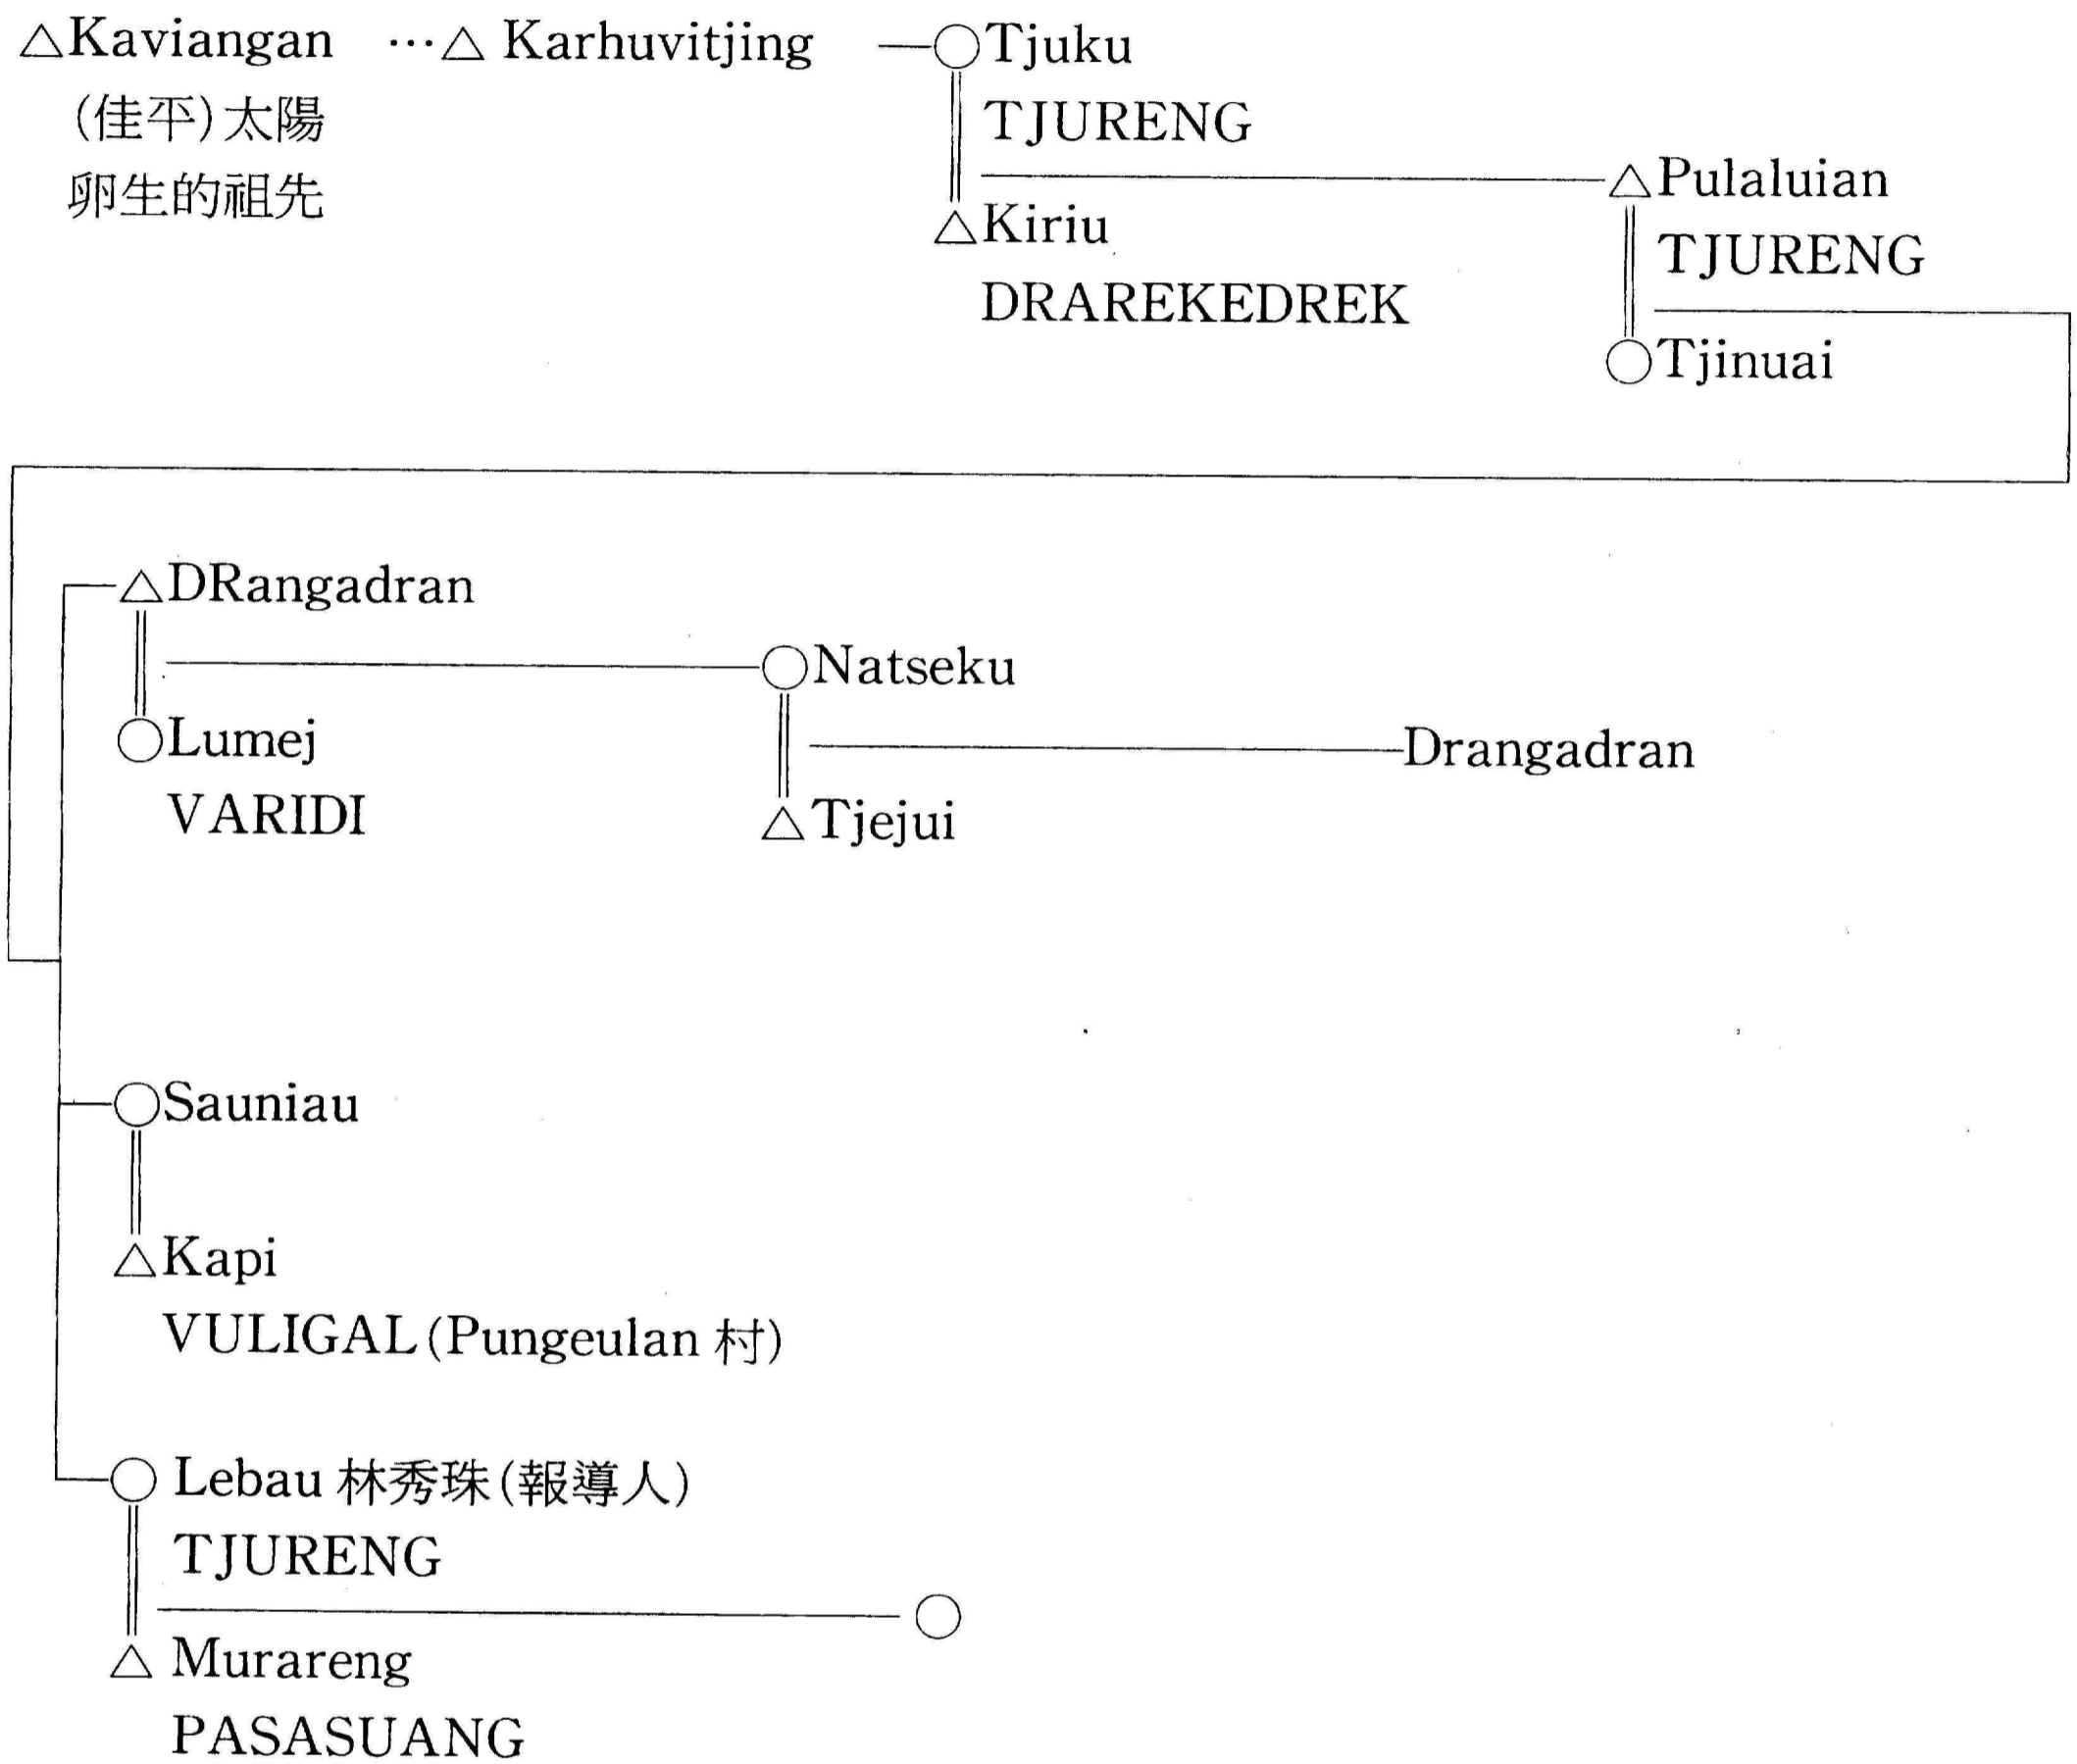 △Kaviangan …△ Karhuvitjing —○Tjuku
(佳平)太陽
卵生的祖先
TJURENG
△Pulaluian
△Kiriu
TJURENG
DRAREKEDREK
○Tjinuai
△DRangadran
○Natseku
○Lumej
Drangadran
VARIDI
△Tjejui
○Sauniau
△Kapi
VULIGAL(Pungeulan 村)
○ Lebau 林秀珠(報導人)
TJURENG
△ Murareng
PASASUANG